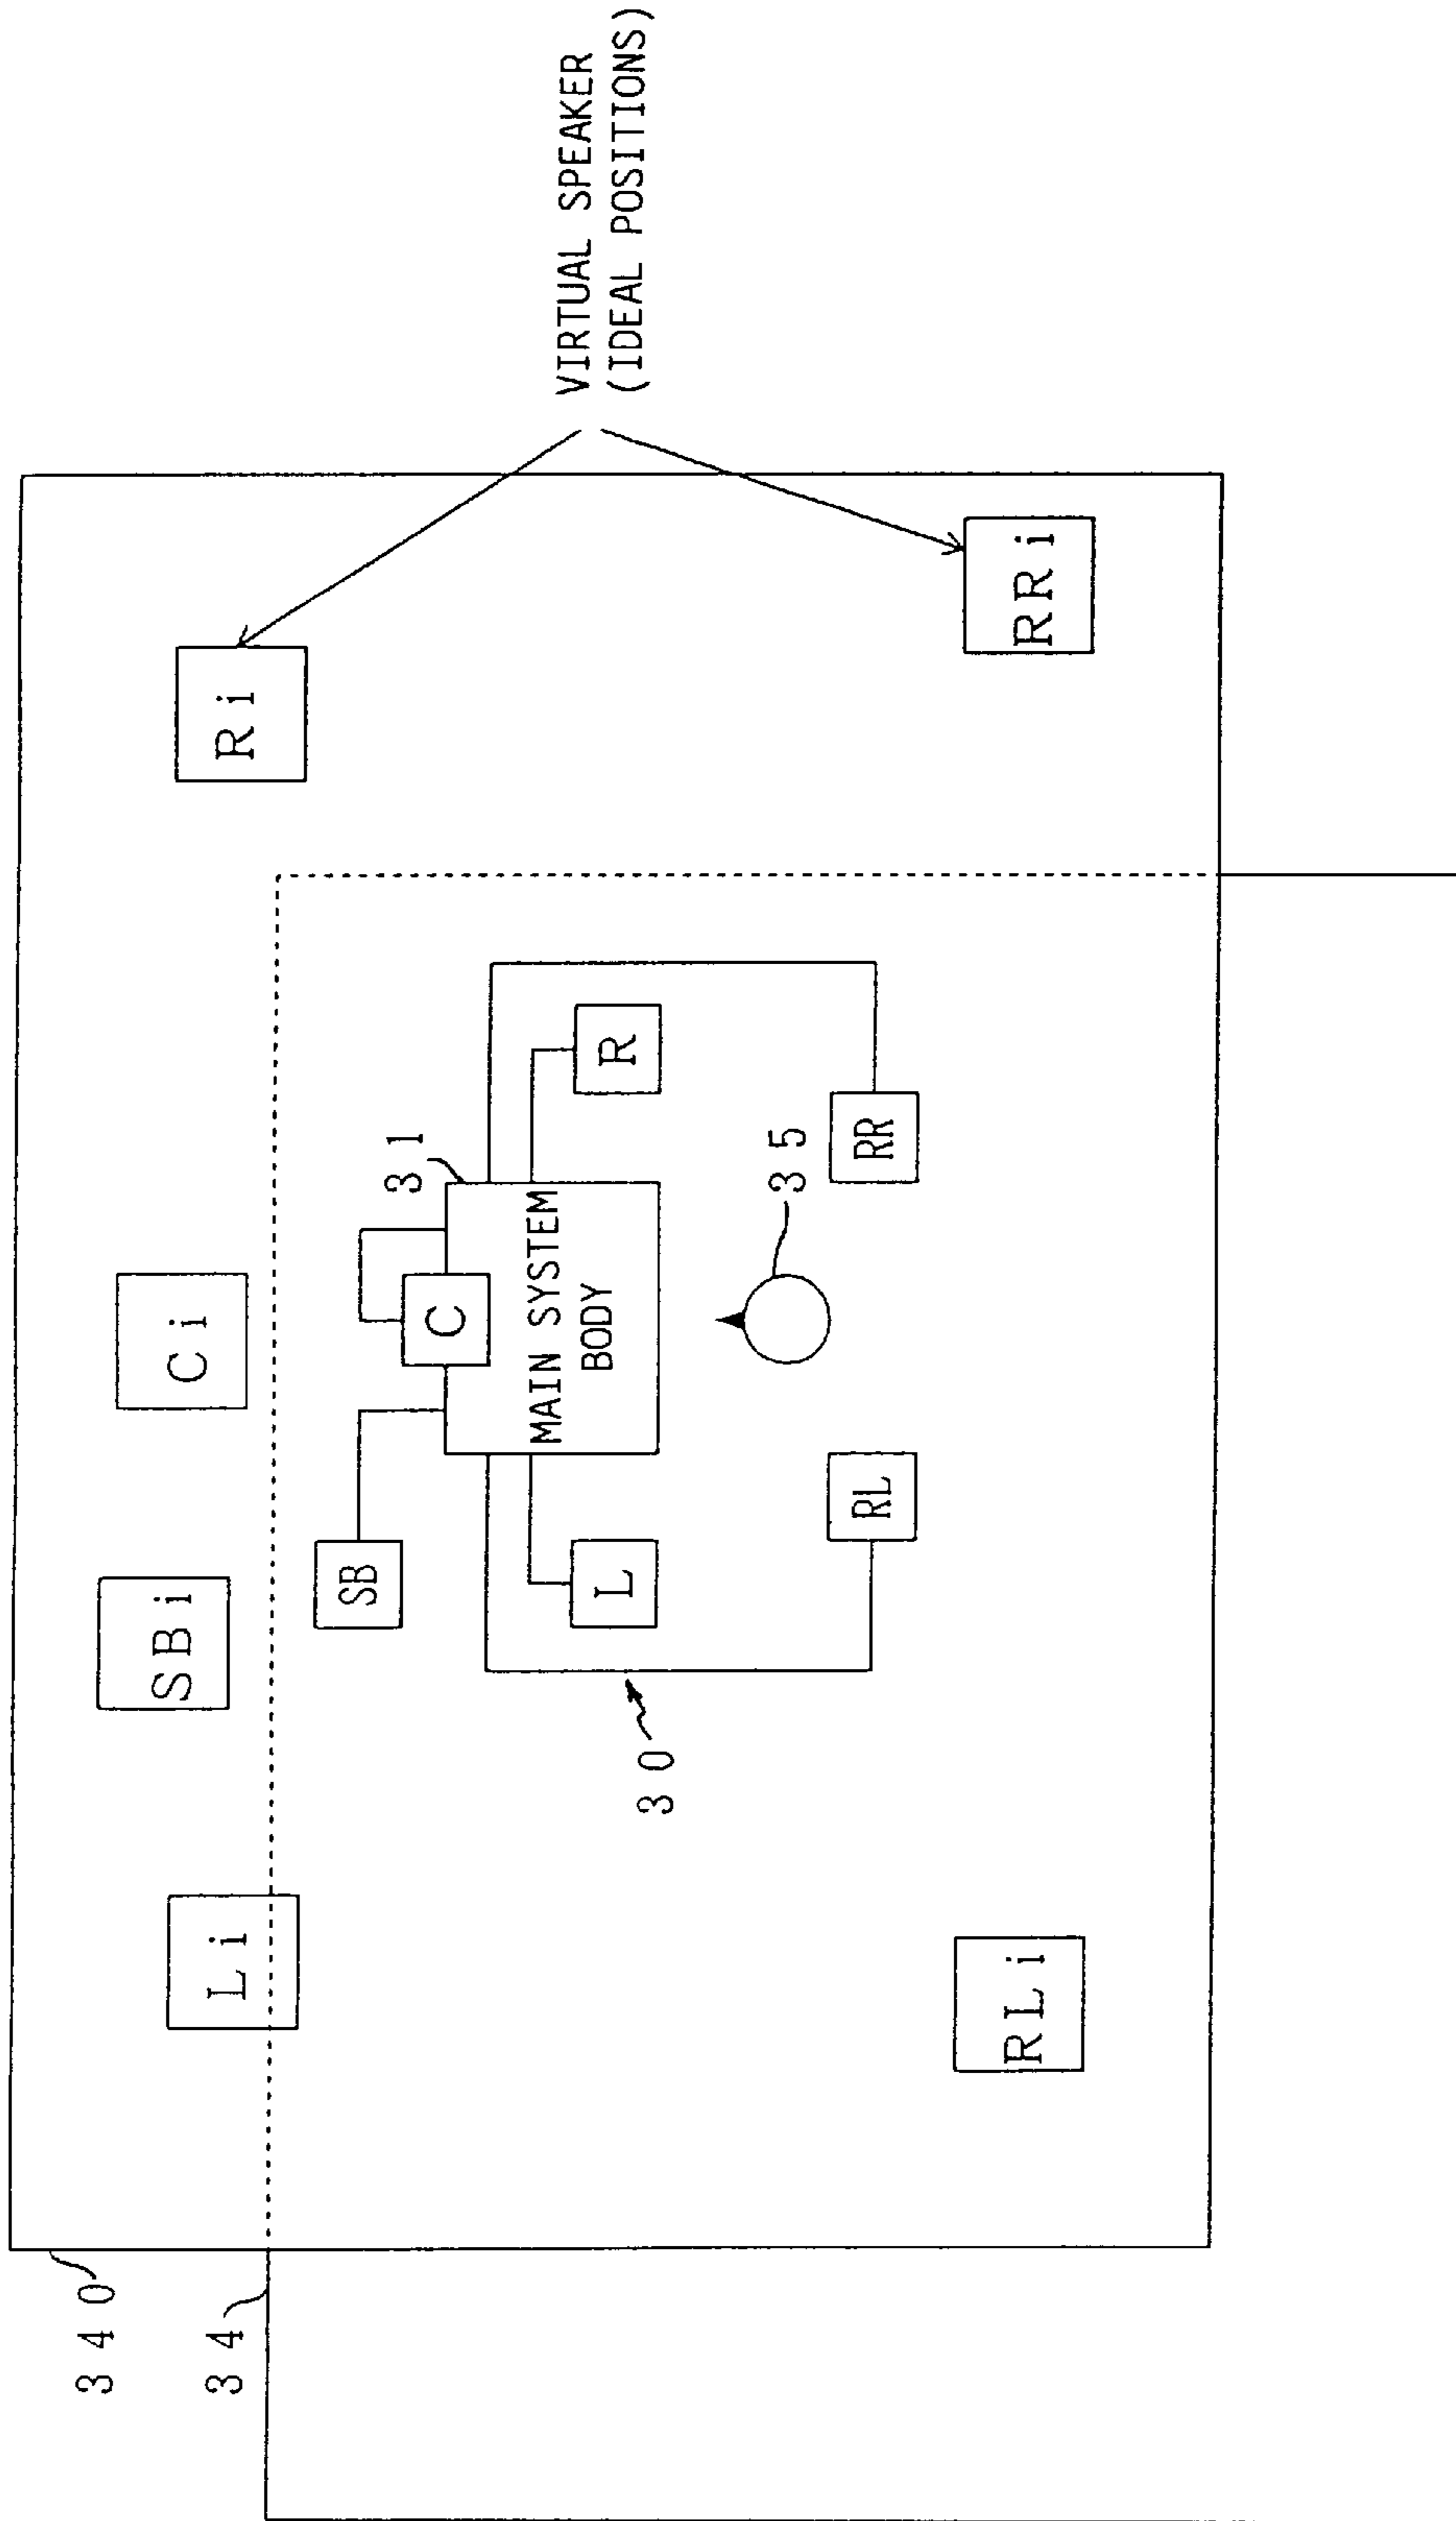 340
34
Li
SBi
Ci
Ri
VIRTUAL SPEAKER
(IDEAL POSITIONS)
SB
C
31
MAIN SYSTEM
BODY
L
R
30
RL
RR
35
RLi
RRi